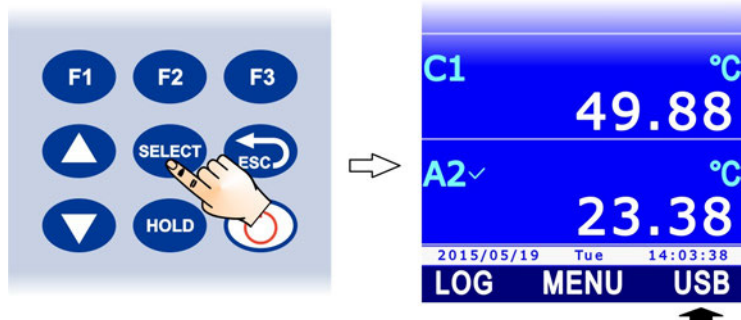 F1 F2 F3
SELECT ESC
HOLD
C1 °C
49.88
A2✓ °C
23.38
2015/05/19 Tue 14:03:38
LOG MENU USB